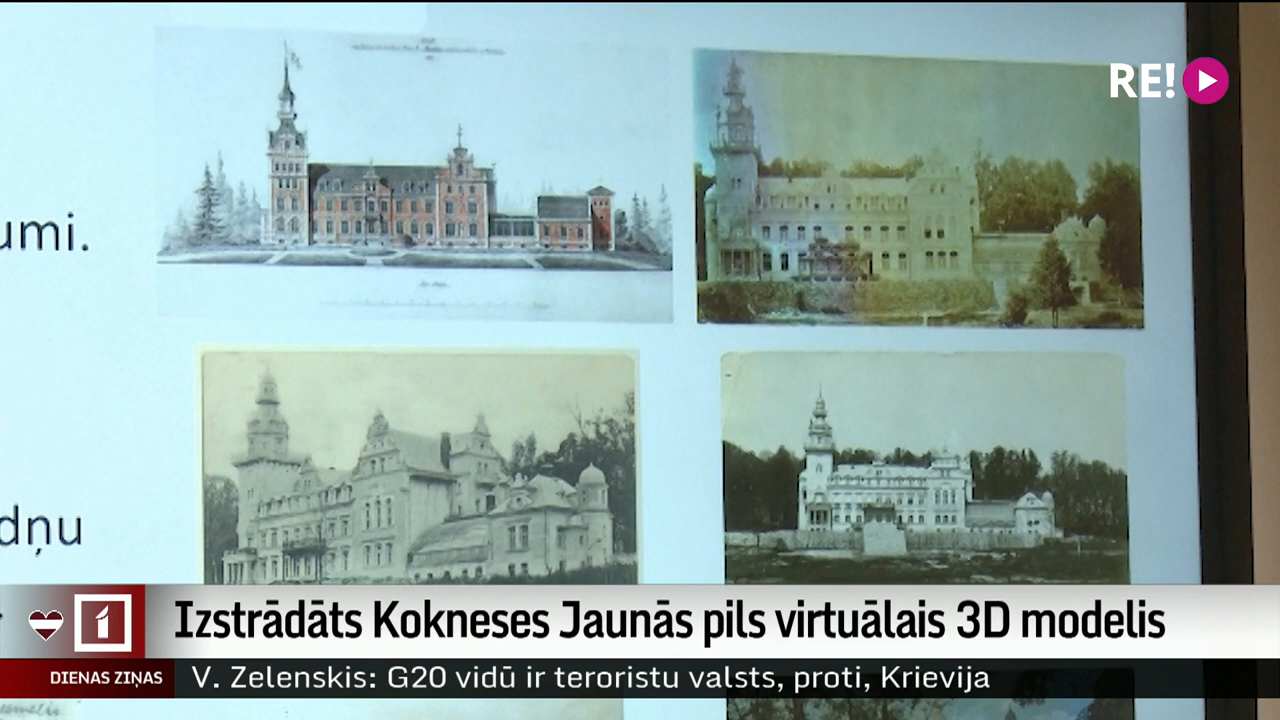 RE!
umi.
dņu
1
Izstrādāts Kokneses Jaunās pils virtuālais 3D modelis
DIENAS ZIŅAS
V. Zelenskis: G20 vidū ir teroristu valsts, proti, Krievija